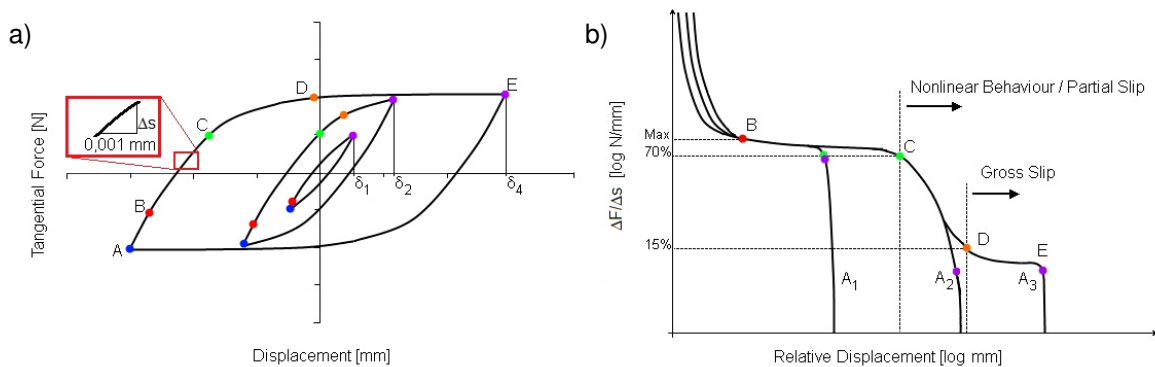 a)
Tangential Force [N]
Δs
0,001 mm
A
B
C
D
E
δ1
δ2
δ4
Displacement [mm]
b)
ΔF/Δs [log N/mm]
Max
70%
15%
B
C
D
E
A1
A2
A3
Nonlinear Behaviour / Partial Slip
Gross Slip
Relative Displacement [log mm]